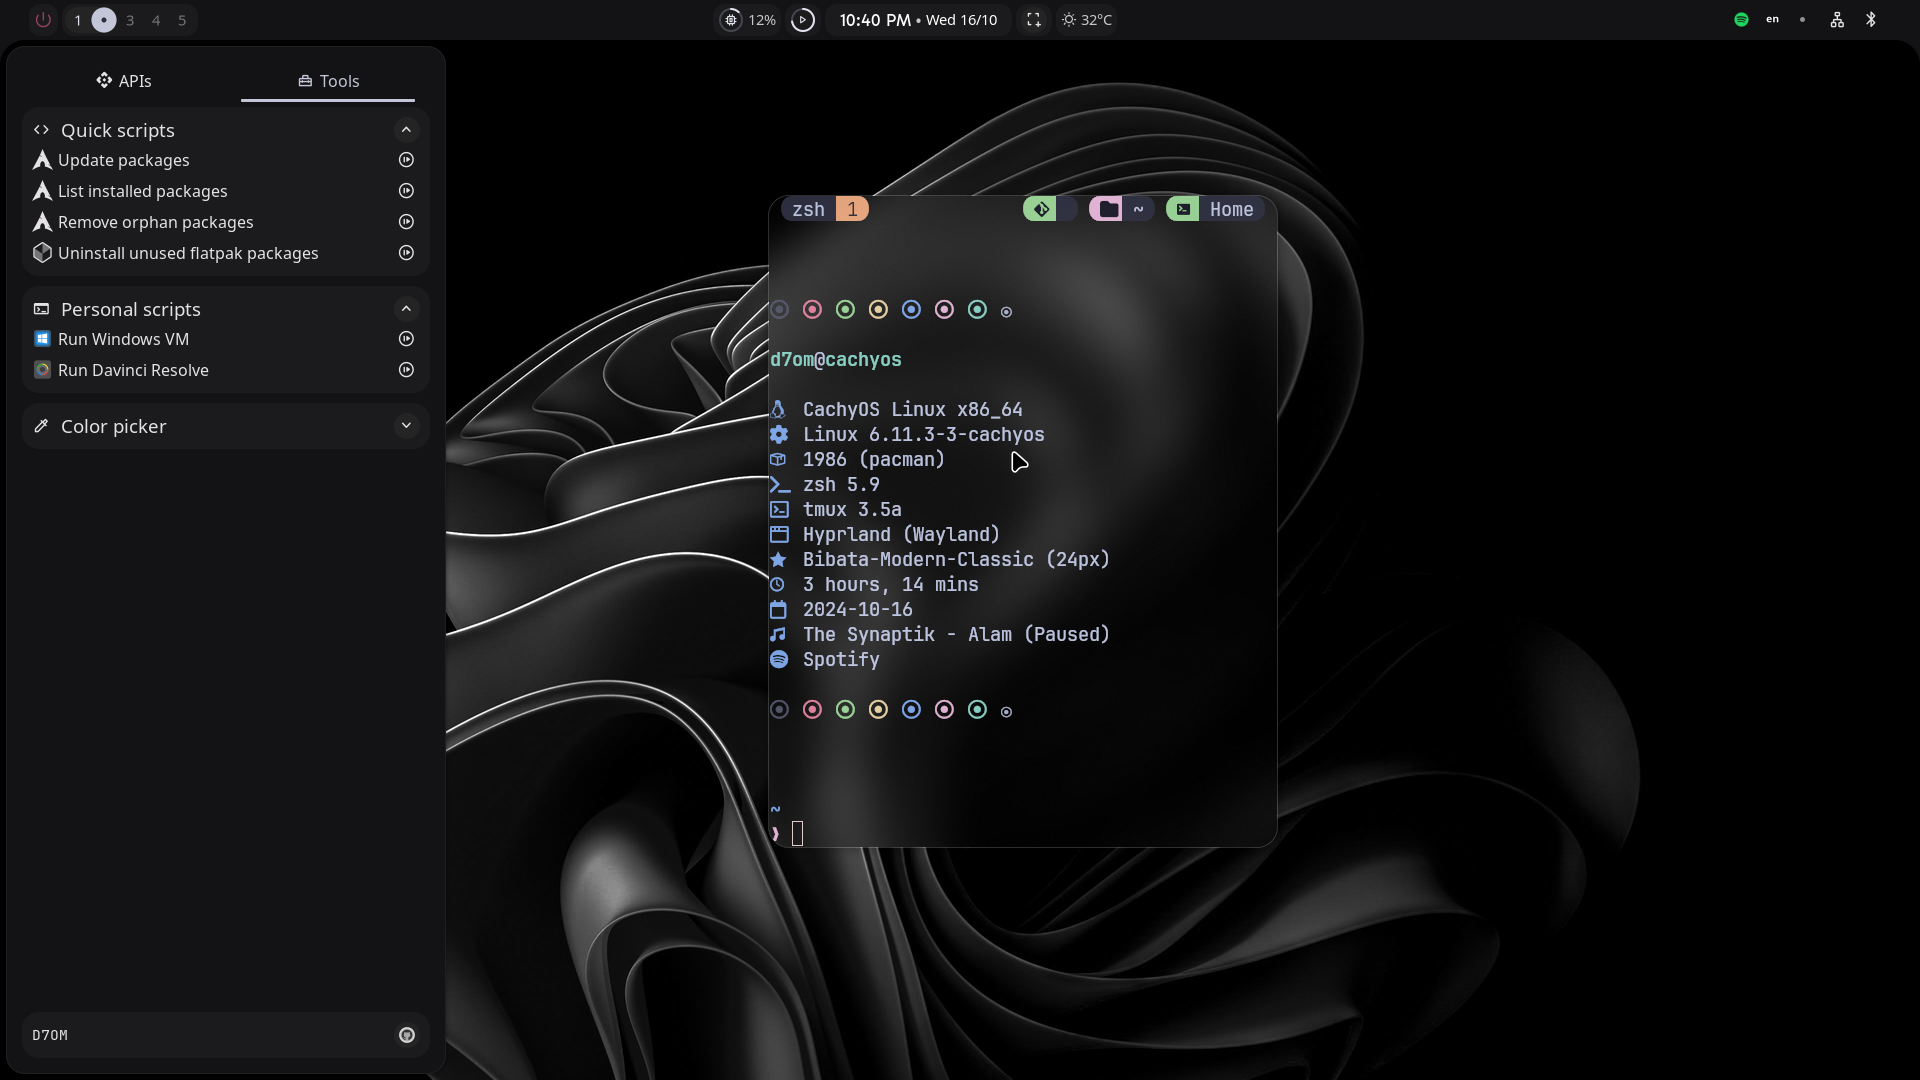 1 3 4 5
12%
10:40 PM • Wed 16/10
32°C
en
APIs
Tools
Quick scripts
Update packages
List installed packages
Remove orphan packages
Uninstall unused flatpak packages
Personal scripts
Run Windows VM
Run Davinci Resolve
Color picker
D7OM
zsh 1
~
Home
d7om@cachyos
CachyOS Linux x86_64
Linux 6.11.3-3-cachyos
1986 (pacman)
zsh 5.9
tmux 3.5a
Hyprland (Wayland)
Bibata-Modern-Classic (24px)
3 hours, 14 mins
2024-10-16
The Synaptik - Alam (Paused)
Spotify
~
❱